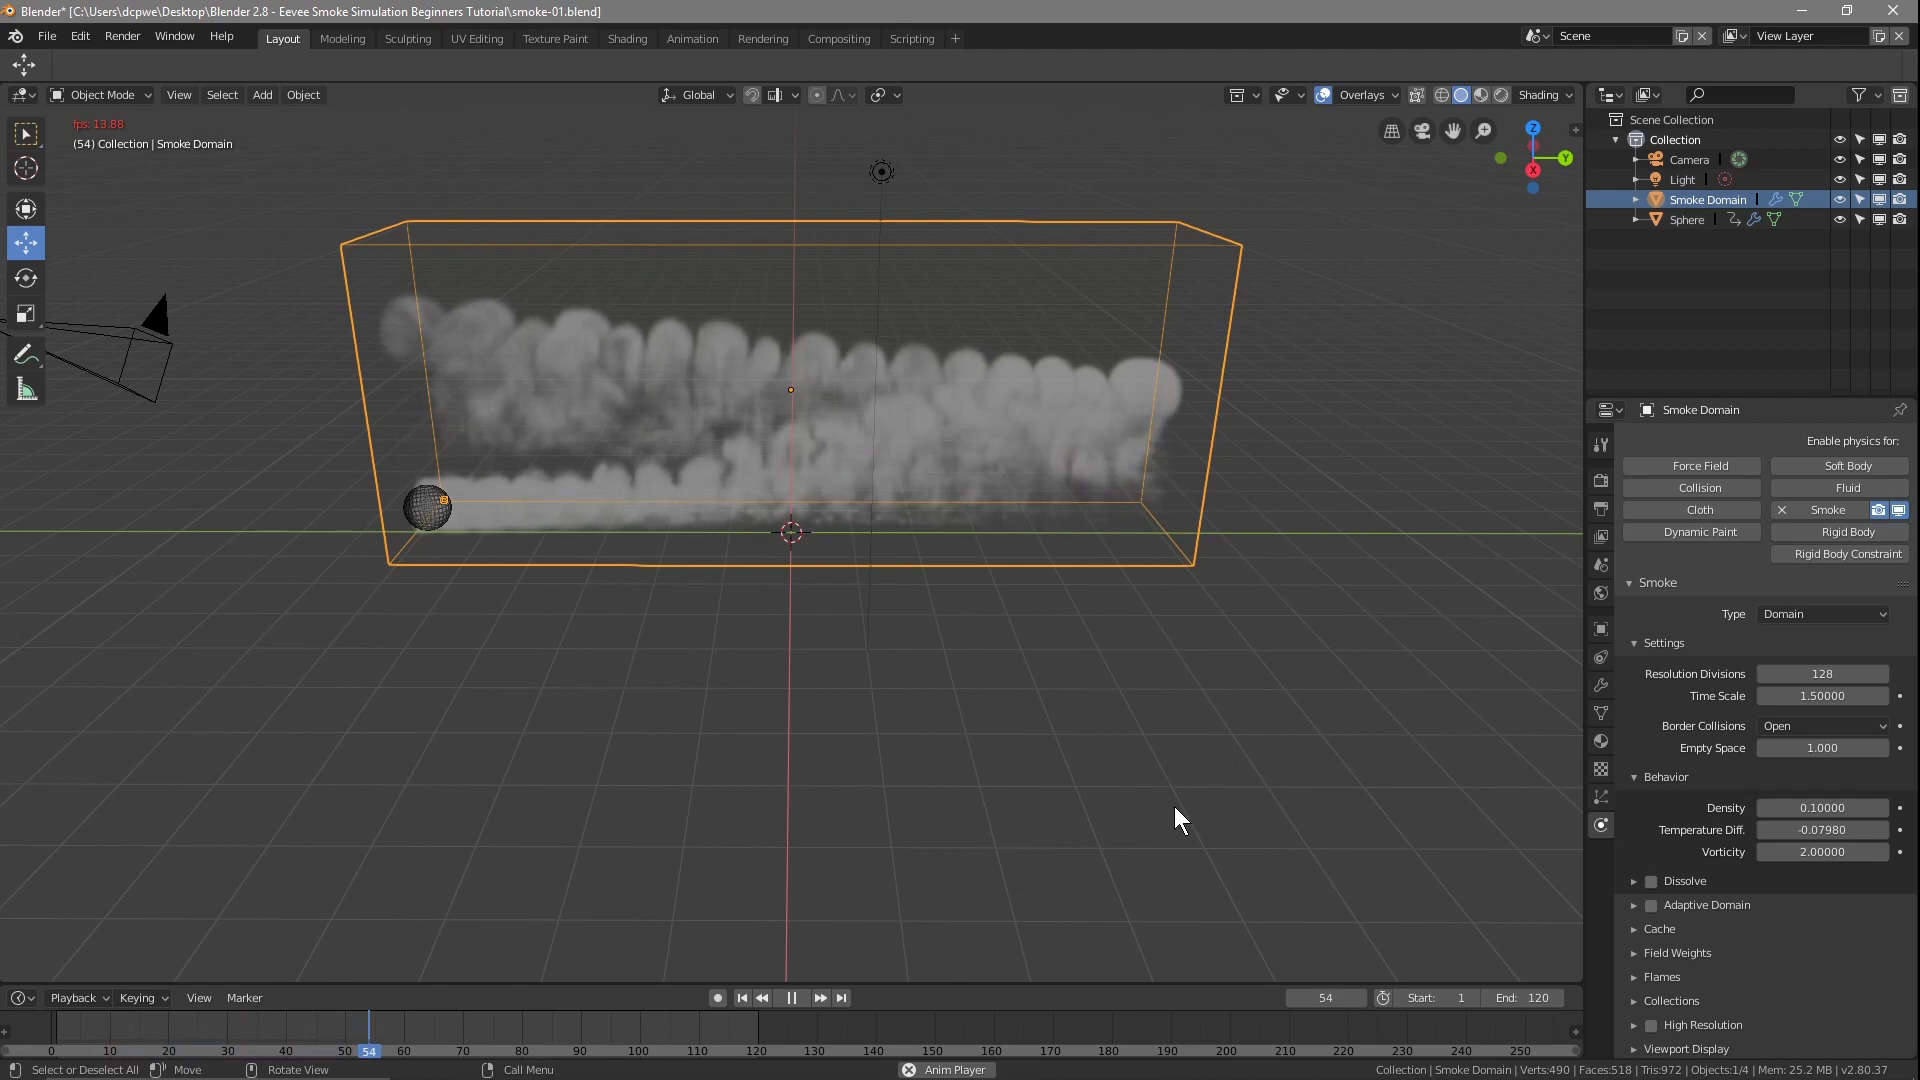 Blender* [C:\Users\dcpwe\Desktop\Blender 2.8 - Eevee Smoke Simulation Beginners Tutorial\smoke-01.blend]
File Edit Render Window Help Layout Modeling Sculpting UV Editing Texture Paint Shading Animation Rendering Compositing Scripting + Scene View Layer
Object Mode View Select Add Object Global Overlays Shading
fps: 13.88
(54) Collection | Smoke Domain
Z
Y
X
Scene Collection
Collection
Camera
Light
Smoke Domain
Sphere
Smoke Domain
Enable physics for:
Force Field Soft Body
Collision Fluid
Cloth Smoke
Dynamic Paint Rigid Body
Rigid Body Constraint
Smoke
Type Domain
Settings
Resolution Divisions 128
Time Scale 1.50000
Border Collisions Open
Empty Space 1.000
Behavior
Density 0.10000
Temperature Diff. -0.07980
Vorticity 2.00000
Dissolve
Adaptive Domain
Cache
Field Weights
Flames
Collections
High Resolution
Viewport Display
Playback Keying View Marker 54 Start: 1 End: 120
0 10 20 30 40 50 54 60 70 80 90 100 110 120 130 140 150 160 170 180 190 200 210 220 230 240 250
Select or Deselect All Move Rotate View Call Menu Anim Player Collection | Smoke Domain | Verts:490 | Faces:518 | Tris:972 | Objects:1/4 | Mem: 25.2 MB | v2.80.37